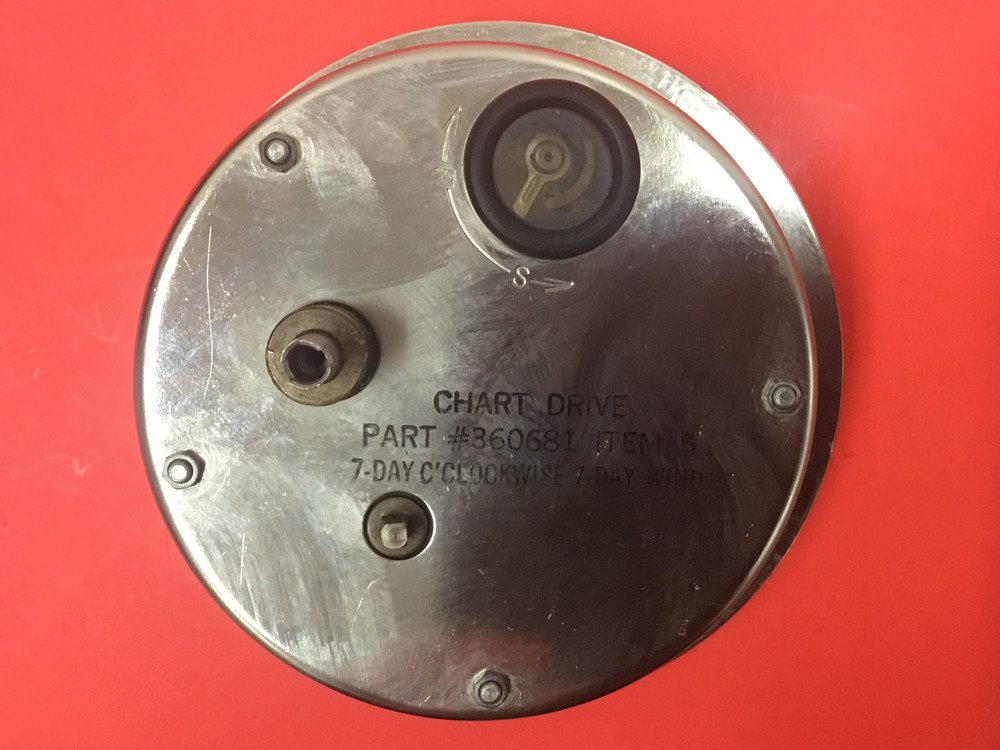 F
S
CHART DRIVE
PART #360681 ITEM 5
7-DAY C'CLOCKWISE 7-DAY WIND